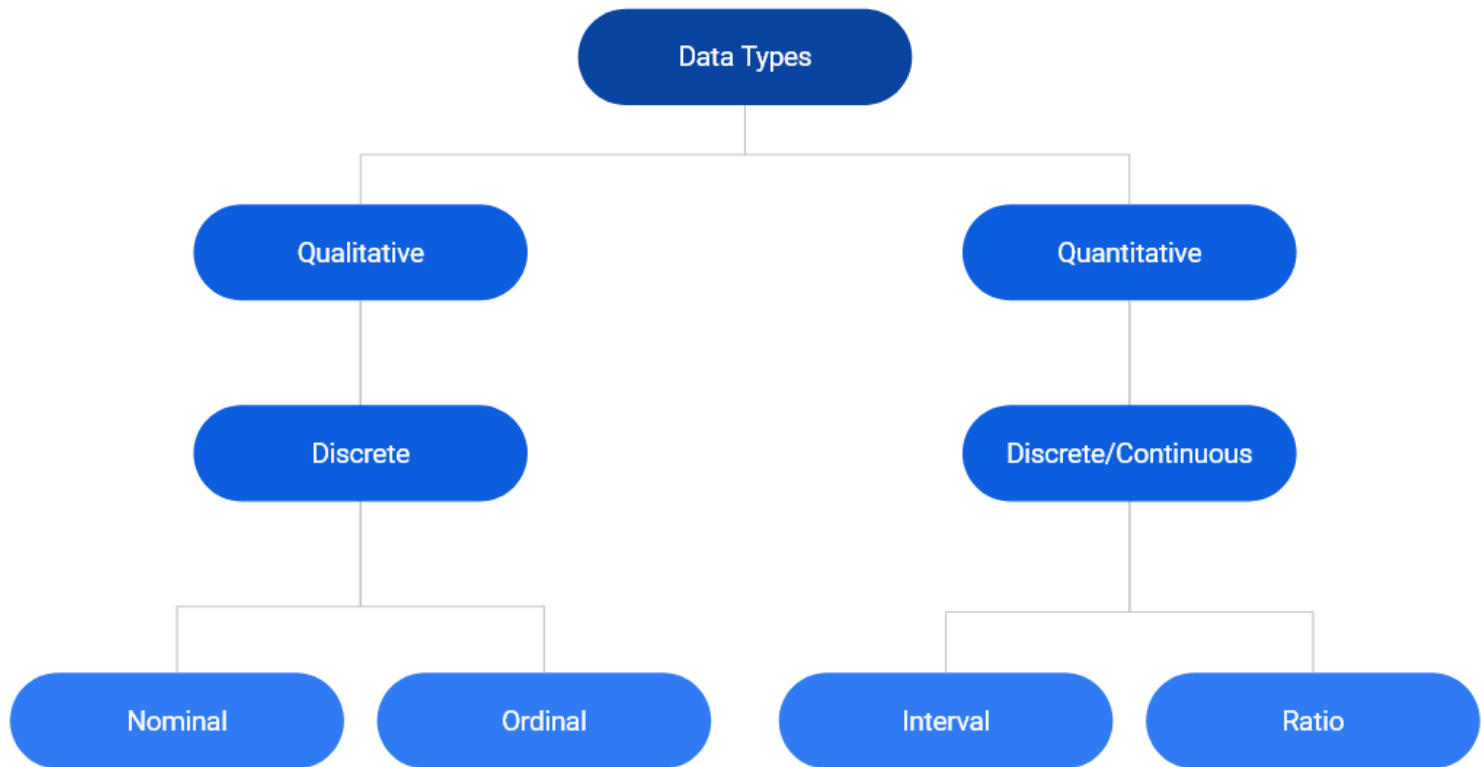 Data Types
Qualitative
Quantitative
Discrete
Discrete/Continuous
Nominal
Ordinal
Interval
Ratio